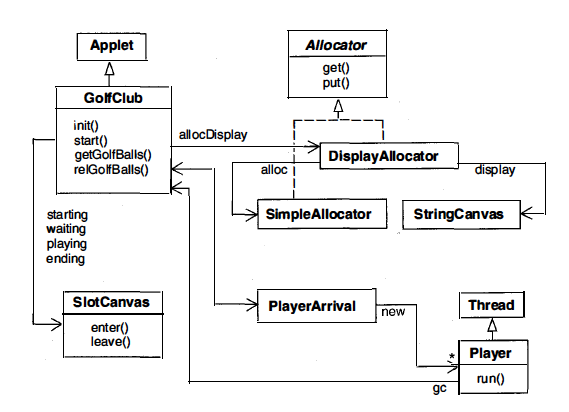 Applet
Allocator
get()
put()
GolfClub
init()
start()
getGolfBalls()
relGolfBalls()
allocDisplay
DisplayAllocator
alloc
display
SimpleAllocator
StringCanvas
starting
waiting
playing
ending
SlotCanvas
enter()
leave()
PlayerArrival
new
Thread
*
Player
run()
gc